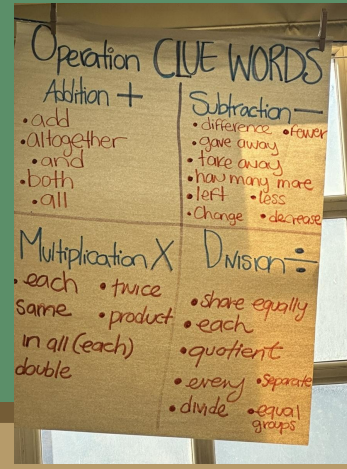 Operation CLUE WORDS
Addition +
• add
• altogether
• and
• both
• all
Subtraction —
• difference • fewer
• gave away
• take away
• how many more
• left • less
• Change • decrease
Multiplication X
• each • twice
same • product
in all (each)
double
Division ÷
• share equally
• each
• quotient
• every • Separate
• divide • equal
groups